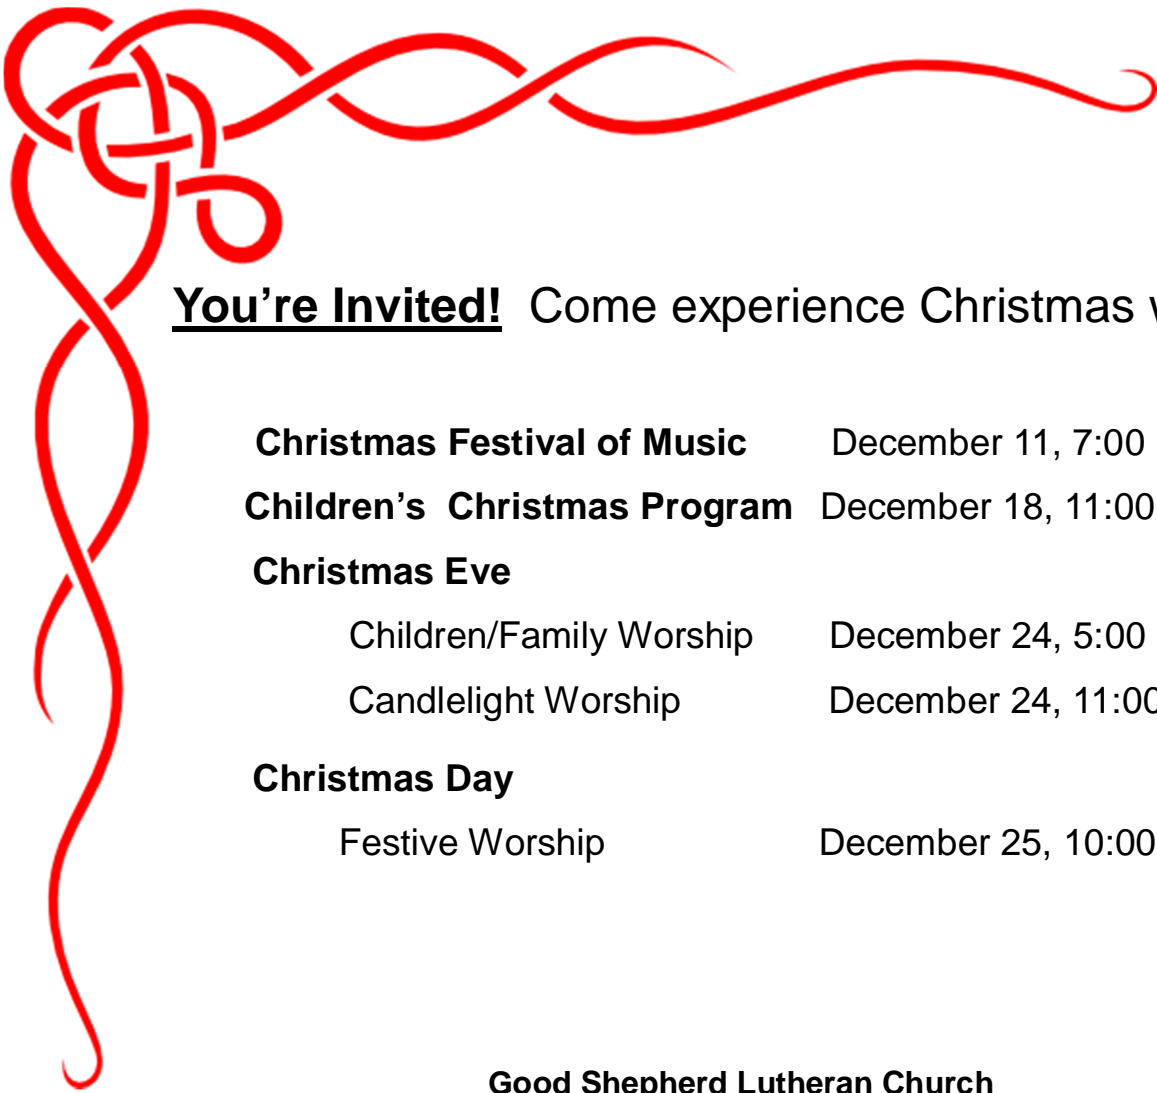 You’re Invited! Come experience Christmas
Christmas Festival of Music December 11, 7:00
Children’s Christmas Program December 18, 11:00
Christmas Eve
Children/Family Worship December 24, 5:00
Candlelight Worship December 24, 11:00
Christmas Day
Festive Worship December 25, 10:00
Good Shepherd Lutheran Church